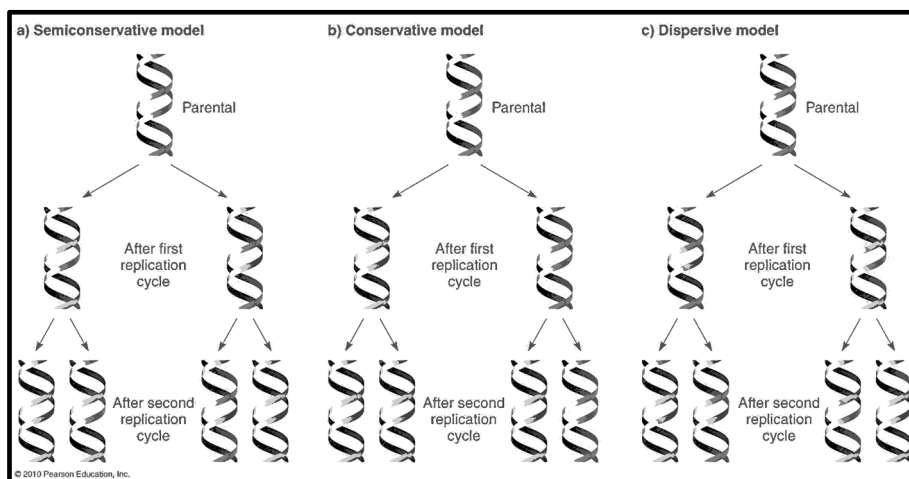 a) Semiconservative model
b) Conservative model
c) Dispersive model
Parental
Parental
Parental
After first
replication
cycle
After first
replication
cycle
After first
replication
cycle
After second
replication
cycle
After second
replication
cycle
After second
replication
cycle
© 2010 Pearson Education, Inc.